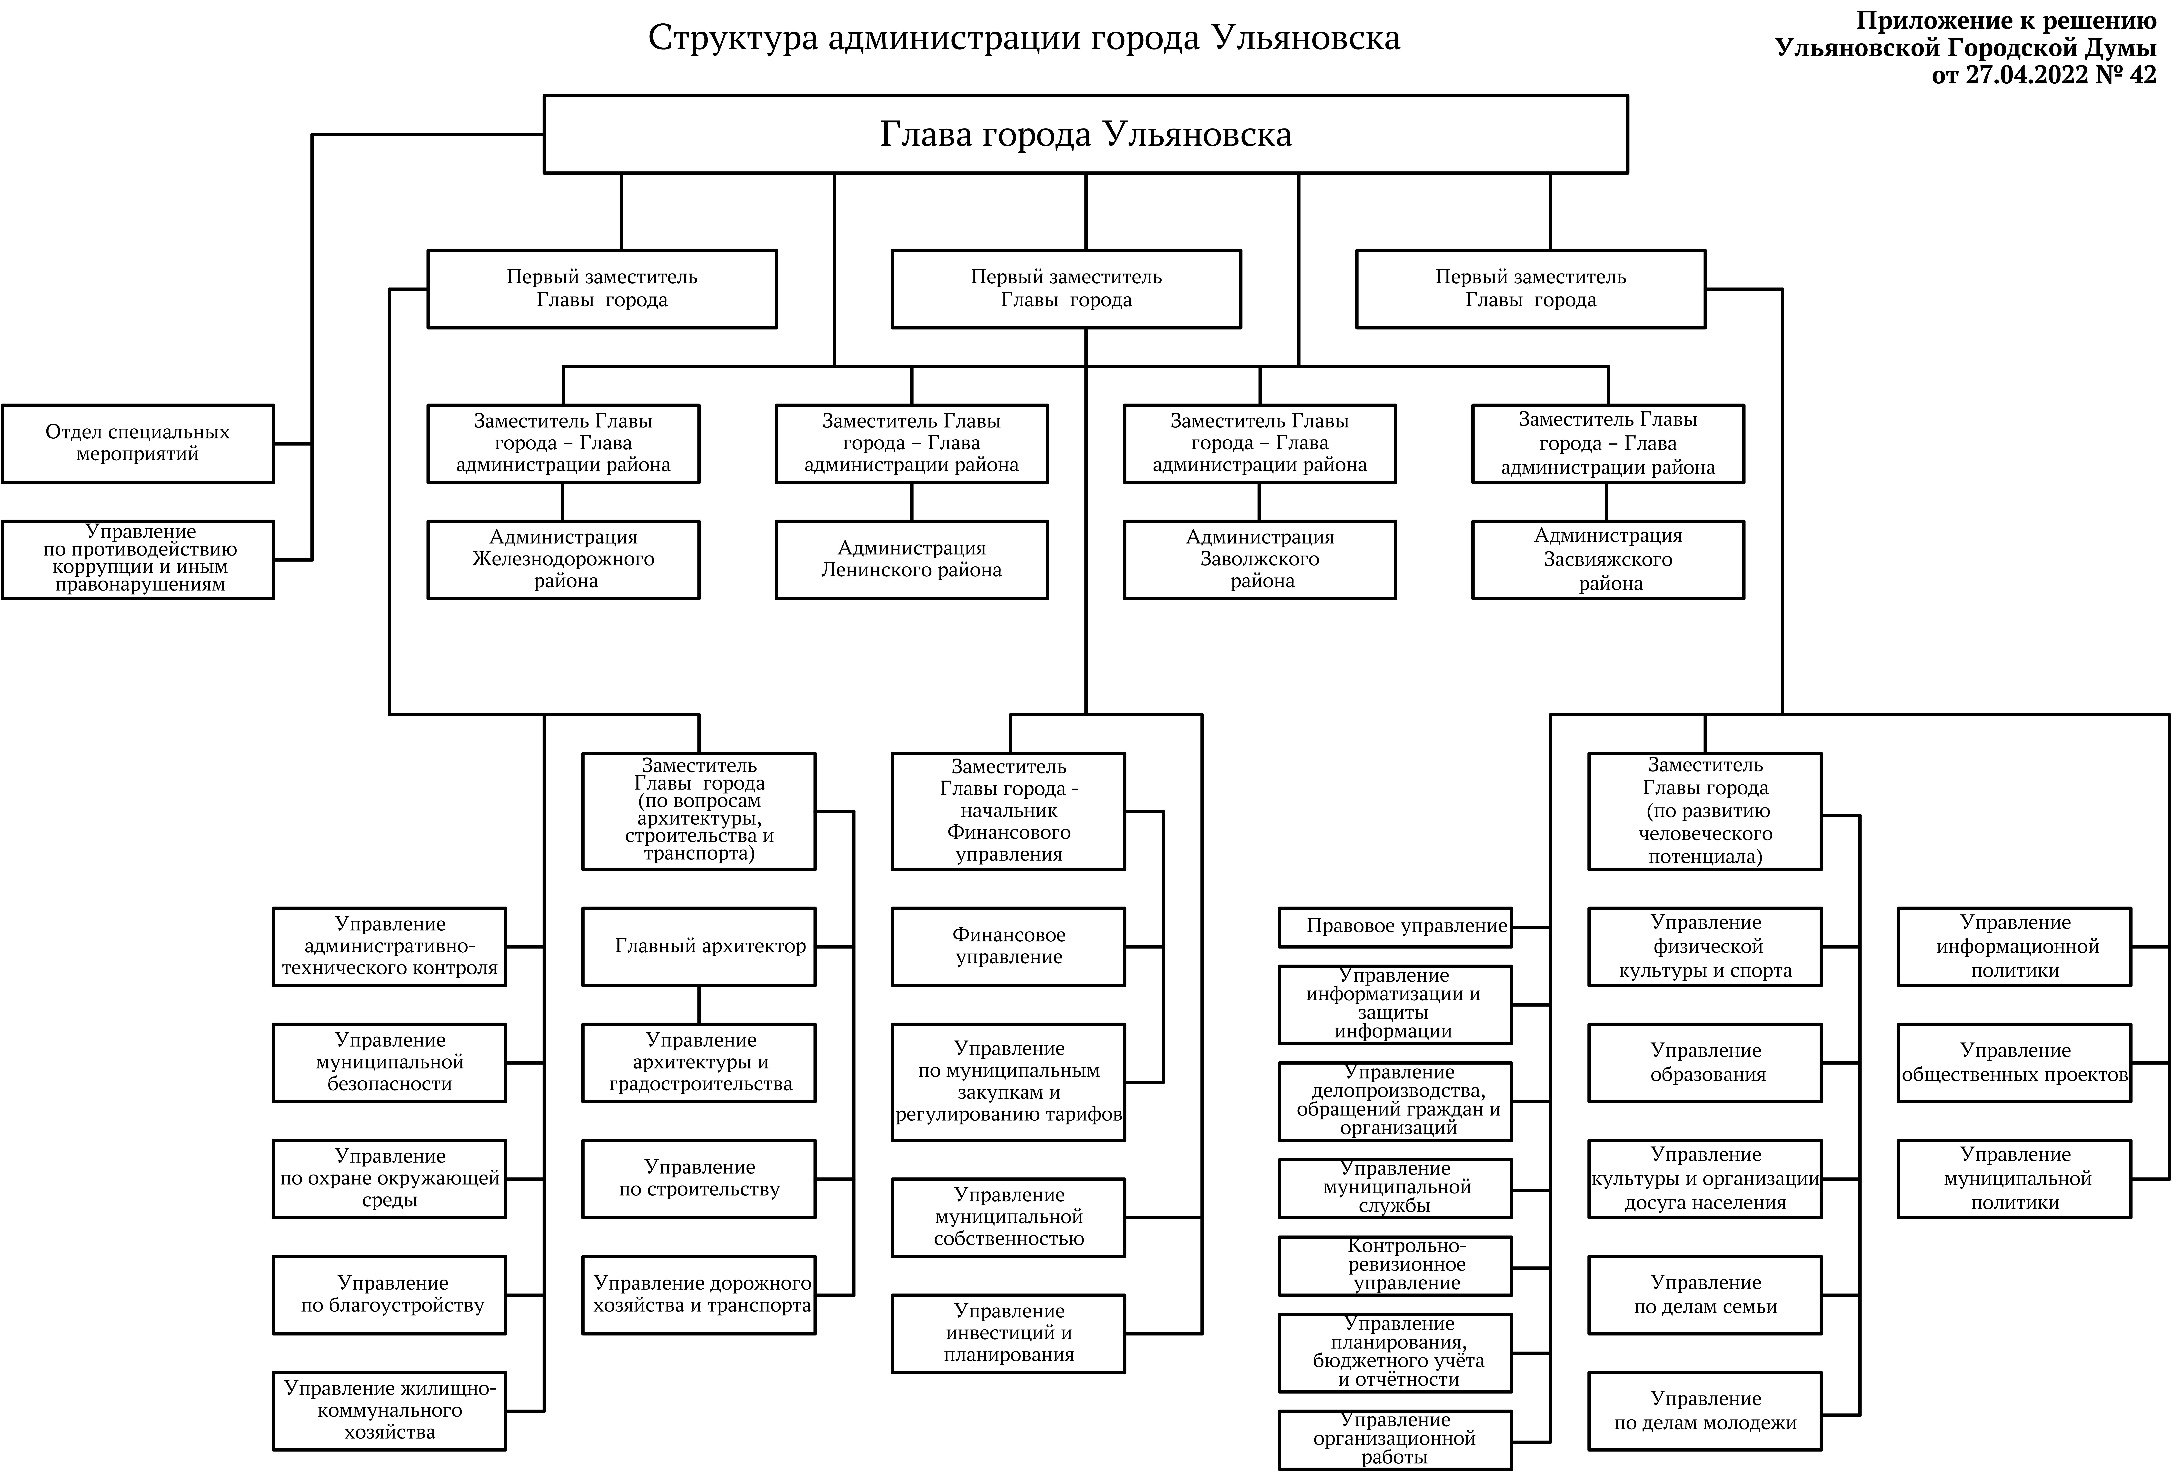 Структура администрации города Ульяновска
Приложение к решению
Ульяновской Городской Думы
от 27.04.2022 № 42
Глава города Ульяновска
Первый заместитель
Главы города
Первый заместитель
Главы города
Первый заместитель
Главы города
Отдел специальных
мероприятий
Управление
по противодействию
коррупции и иным
правонарушениям
Заместитель Главы
города – Глава
администрации района
Заместитель Главы
города – Глава
администрации района
Заместитель Главы
города – Глава
администрации района
Заместитель Главы
города – Глава
администрации района
Администрация
Железнодорожного
района
Администрация
Ленинского района
Администрация
Заволжского
района
Администрация
Засвияжского
района
Управление
административно-
технического контроля
Управление
муниципальной
безопасности
Управление
по охране окружающей
среды
Управление
по благоустройству
Управление жилищно-
коммунального
хозяйства
Заместитель
Главы города
(по вопросам
архитектуры,
строительства и
транспорта)
Главный архитектор
Управление
архитектуры и
градостроительства
Управление
по строительству
Управление дорожного
хозяйства и транспорта
Заместитель
Главы города -
начальник
Финансового
управления
Финансовое
управление
Управление
по муниципальным
закупкам и
регулированию тарифов
Управление
муниципальной
собственностью
Управление
инвестиций и
планирования
Правовое управление
Управление
информатизации и
защиты
информации
Управление
делопроизводства,
обращений граждан и
организаций
Управление
муниципальной
службы
Контрольно-
ревизионное
управление
Управление
планирования,
бюджетного учёта
и отчётности
Управление
организационной
работы
Заместитель
Главы города
(по развитию
человеческого
потенциала)
Управление
физической
культуры и спорта
Управление
образования
Управление
культуры и организации
досуга населения
Управление
по делам семьи
Управление
по делам молодежи
Управление
информационной
политики
Управление
общественных проектов
Управление
муниципальной
политики